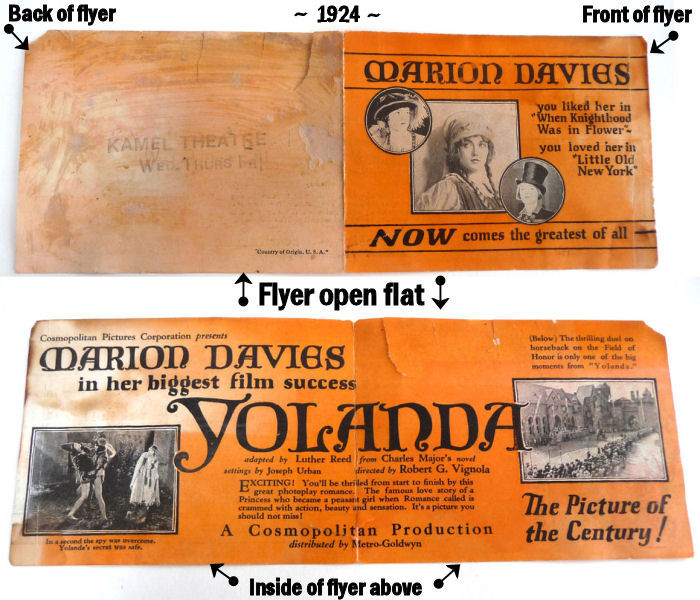 Back of flyer
~ 1924 ~
Front of flyer
KAMEL THEATRE
WED. THURS FRI
"Country of Origin, U. S. A."
MARION DAVIES
you liked her in
"When Knighthood
Was in Flower"~
you loved her in
"Little Old
New York"
NOW comes the greatest of all
Flyer open flat
Cosmopolitan Pictures Corporation presents
MARION DAVIES
in her biggest film success
YOLANDA
adapted by Luther Reed from Charles Major's novel
settings by Joseph Urban directed by Robert G. Vignola
EXCITING! You'll be thrilled from start to finish by this
great photoplay romance. The famous love story of a
Princess who became a peasant girl when Romance called is
crammed with action, beauty and sensation. It's a picture you
should not miss!
A Cosmopolitan Production
distributed by Metro-Goldwyn
In a second the spy was overcome.
Yolanda's secret was safe.
(Below) The thrilling duel on
horseback on the Field of
Honor is only one of the big
moments from "Yolanda."
The Picture of
the Century!
Inside of flyer above